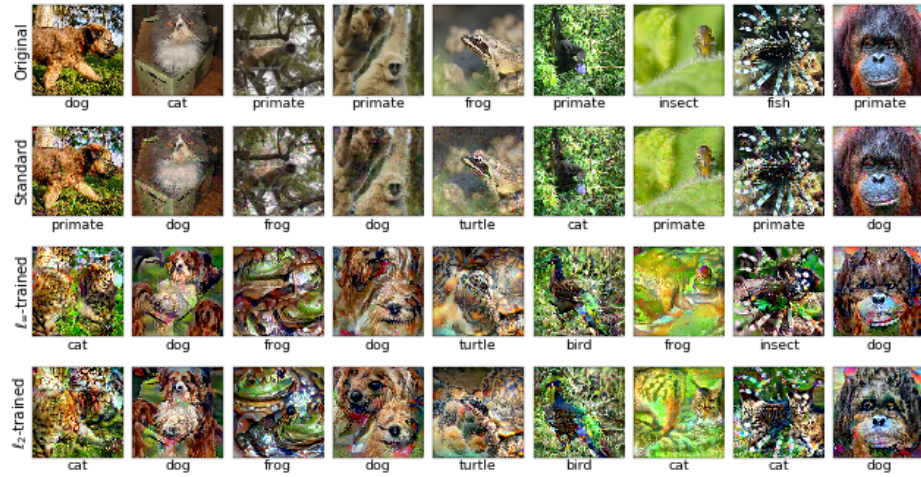 Original
dog cat primate primate frog primate insect fish primate
Standard
primate dog frog dog turtle cat primate primate dog
ℓ∞-trained
cat dog frog dog turtle bird frog insect dog
ℓ2-trained
cat dog frog dog turtle bird cat cat dog